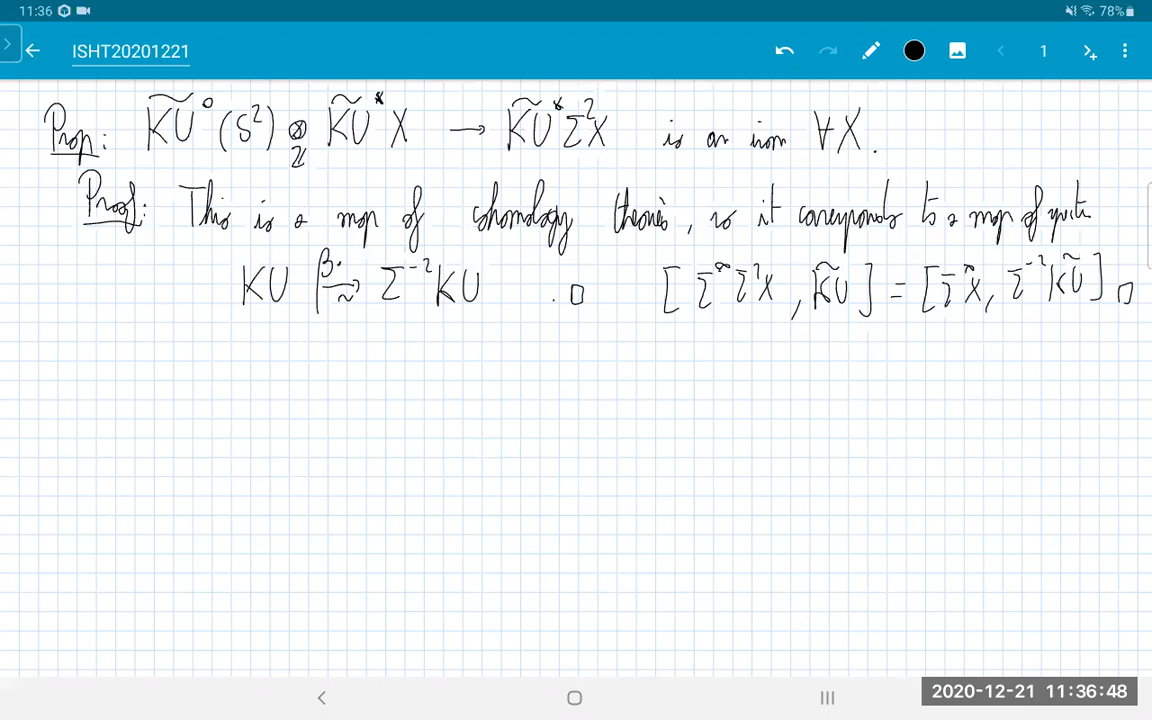 11:36 78%
ISHT20201221 1
Prop: K̃U⁰(S²) ⊗_ℤ K̃U*X → K̃U*Σ²X is an isom ∀X.
Proof: This is a map of cohomology theories, so it corresponds to a map of spectra
KU →^{β·}_{~} Σ⁻²KU . □ [Σ^∞Σ²X, K̃U] = [Σ^∞X, Σ⁻²K̃U] □
2020-12-21 11:36:48